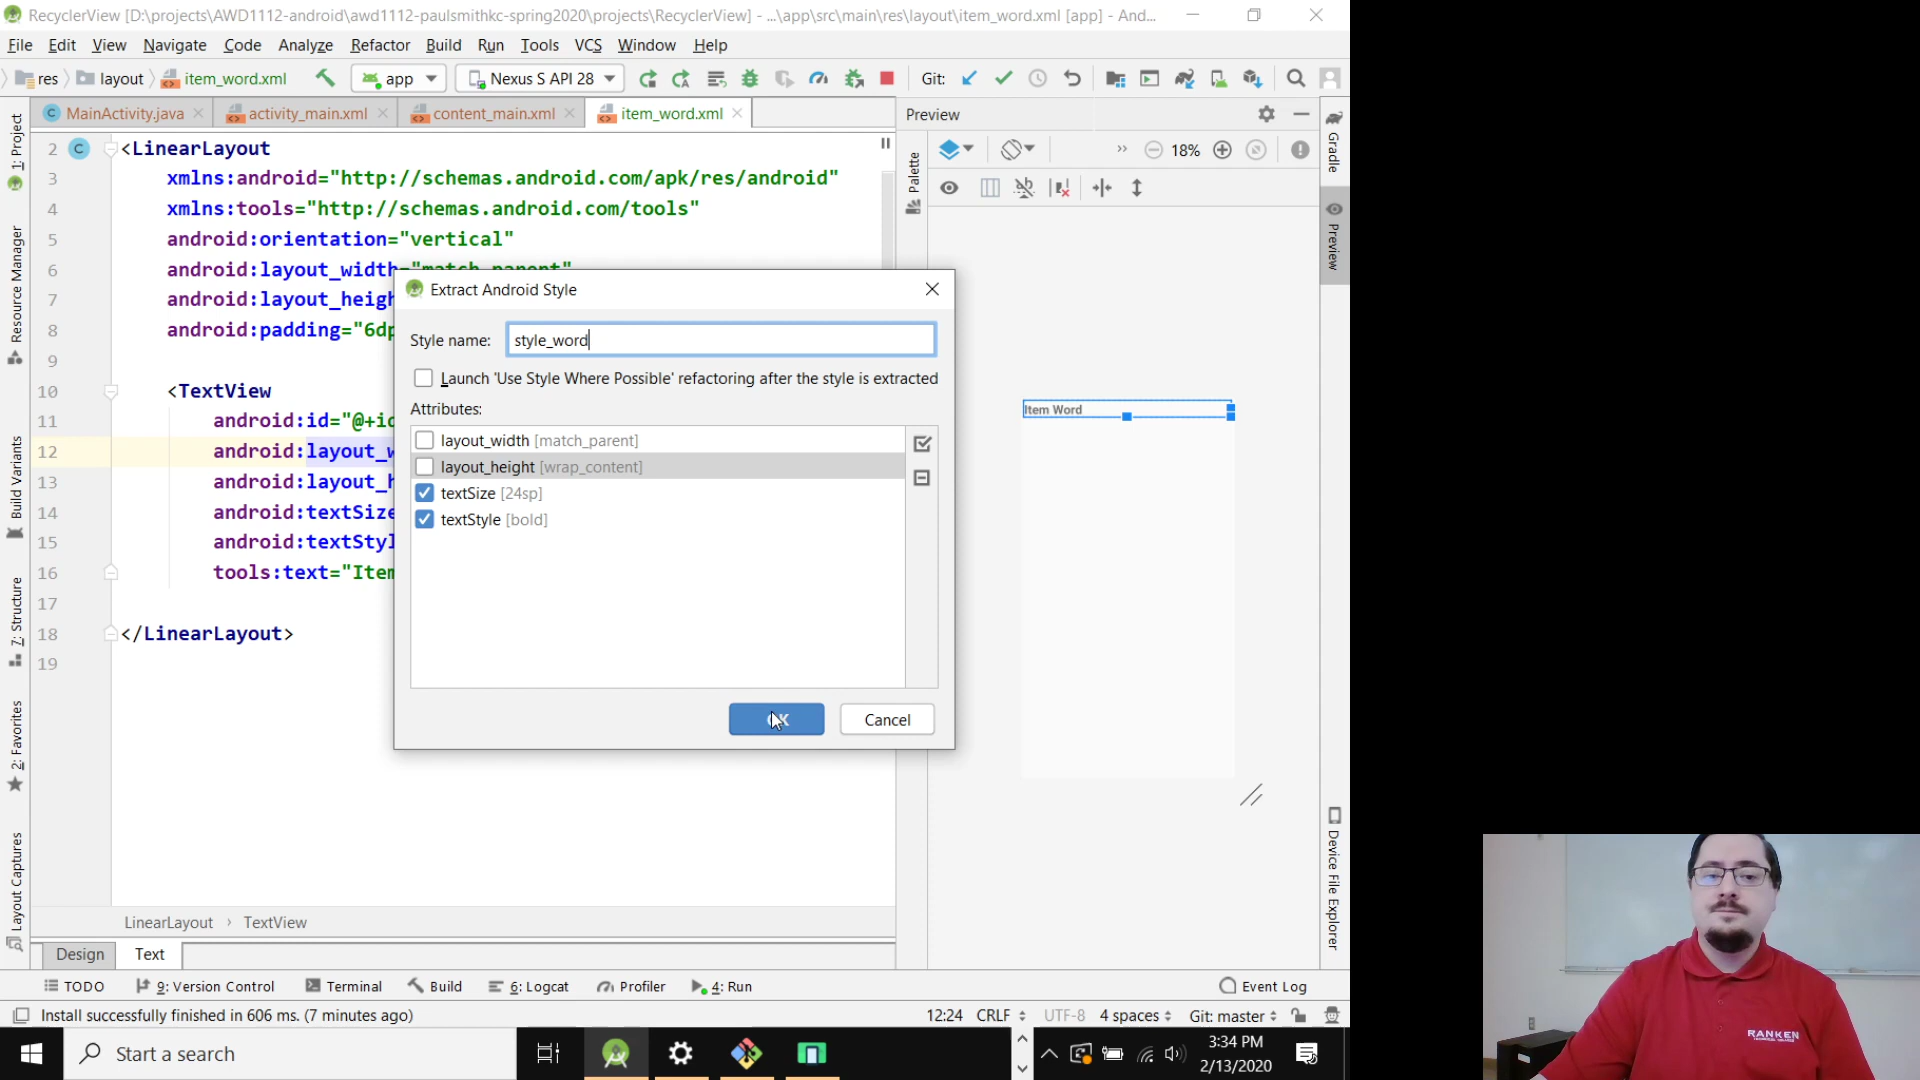 RecyclerView [D:\projects\AWD1112-android\awd1112-paulsmithkc-spring2020\projects\RecyclerView] - ...\app\src\main\res\layout\item_word.xml [app] - And...
File Edit View Navigate Code Analyze Refactor Build Run Tools VCS Window Help
res layout item_word.xml app Nexus S API 28 Git:
MainActivity.java activity_main.xml content_main.xml item_word.xml Preview
2 <LinearLayout
18%
3 xmlns:android="http://schemas.android.com/apk/res/android"
4 xmlns:tools="http://schemas.android.com/tools"
5 android:orientation="vertical"
6 android:layout_width="match_parent"
7 android:layout_heigh
8 android:padding="6dp
9
10 <TextView
11 android:id="@+id
12 android:layout_w
13 android:layout_h
14 android:textSize
15 android:textStyl
16 tools:text="Item
17
18 </LinearLayout>
19
Extract Android Style
Style name: style_word
Launch 'Use Style Where Possible' refactoring after the style is extracted
Attributes:
layout_width [match_parent]
layout_height [wrap_content]
textSize [24sp]
textStyle [bold]
OK Cancel
Item Word
1: Project
Resource Manager
Build Variants
7: Structure
2: Favorites
Layout Captures
Palette
Gradle
Preview
Device File Explorer
LinearLayout › TextView
Design Text
TODO 9: Version Control Terminal Build 6: Logcat Profiler 4: Run Event Log
Install successfully finished in 606 ms. (7 minutes ago) 12:24 CRLF UTF-8 4 spaces Git: master
Start a search
3:34 PM
2/13/2020
RANKEN